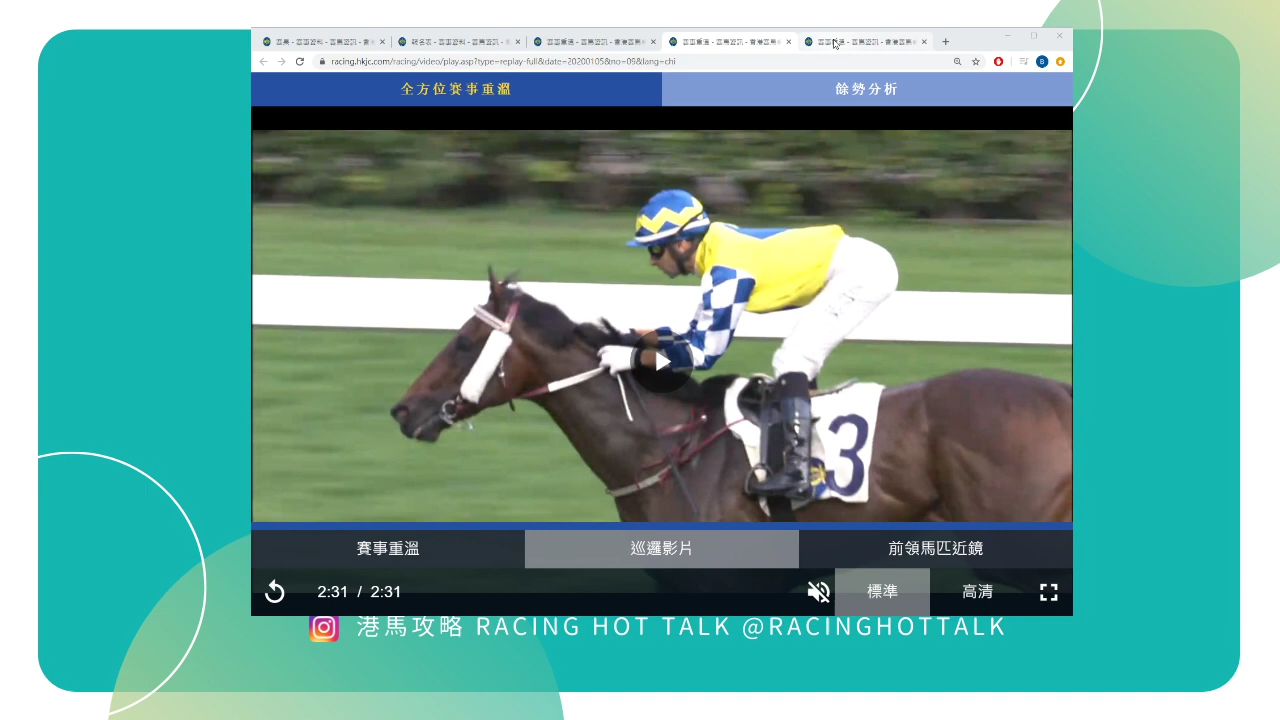 racing.hkjc.com/racing/video/play.asp?type=replay-full&date=20200105&no=09&lang=chi
全方位賽事重溫
餘勢分析
3
賽事重溫
巡邏影片
前領馬匹近鏡
2:31 / 2:31
標準
高清
港馬攻略 RACING HOT TALK @RACINGHOTTALK